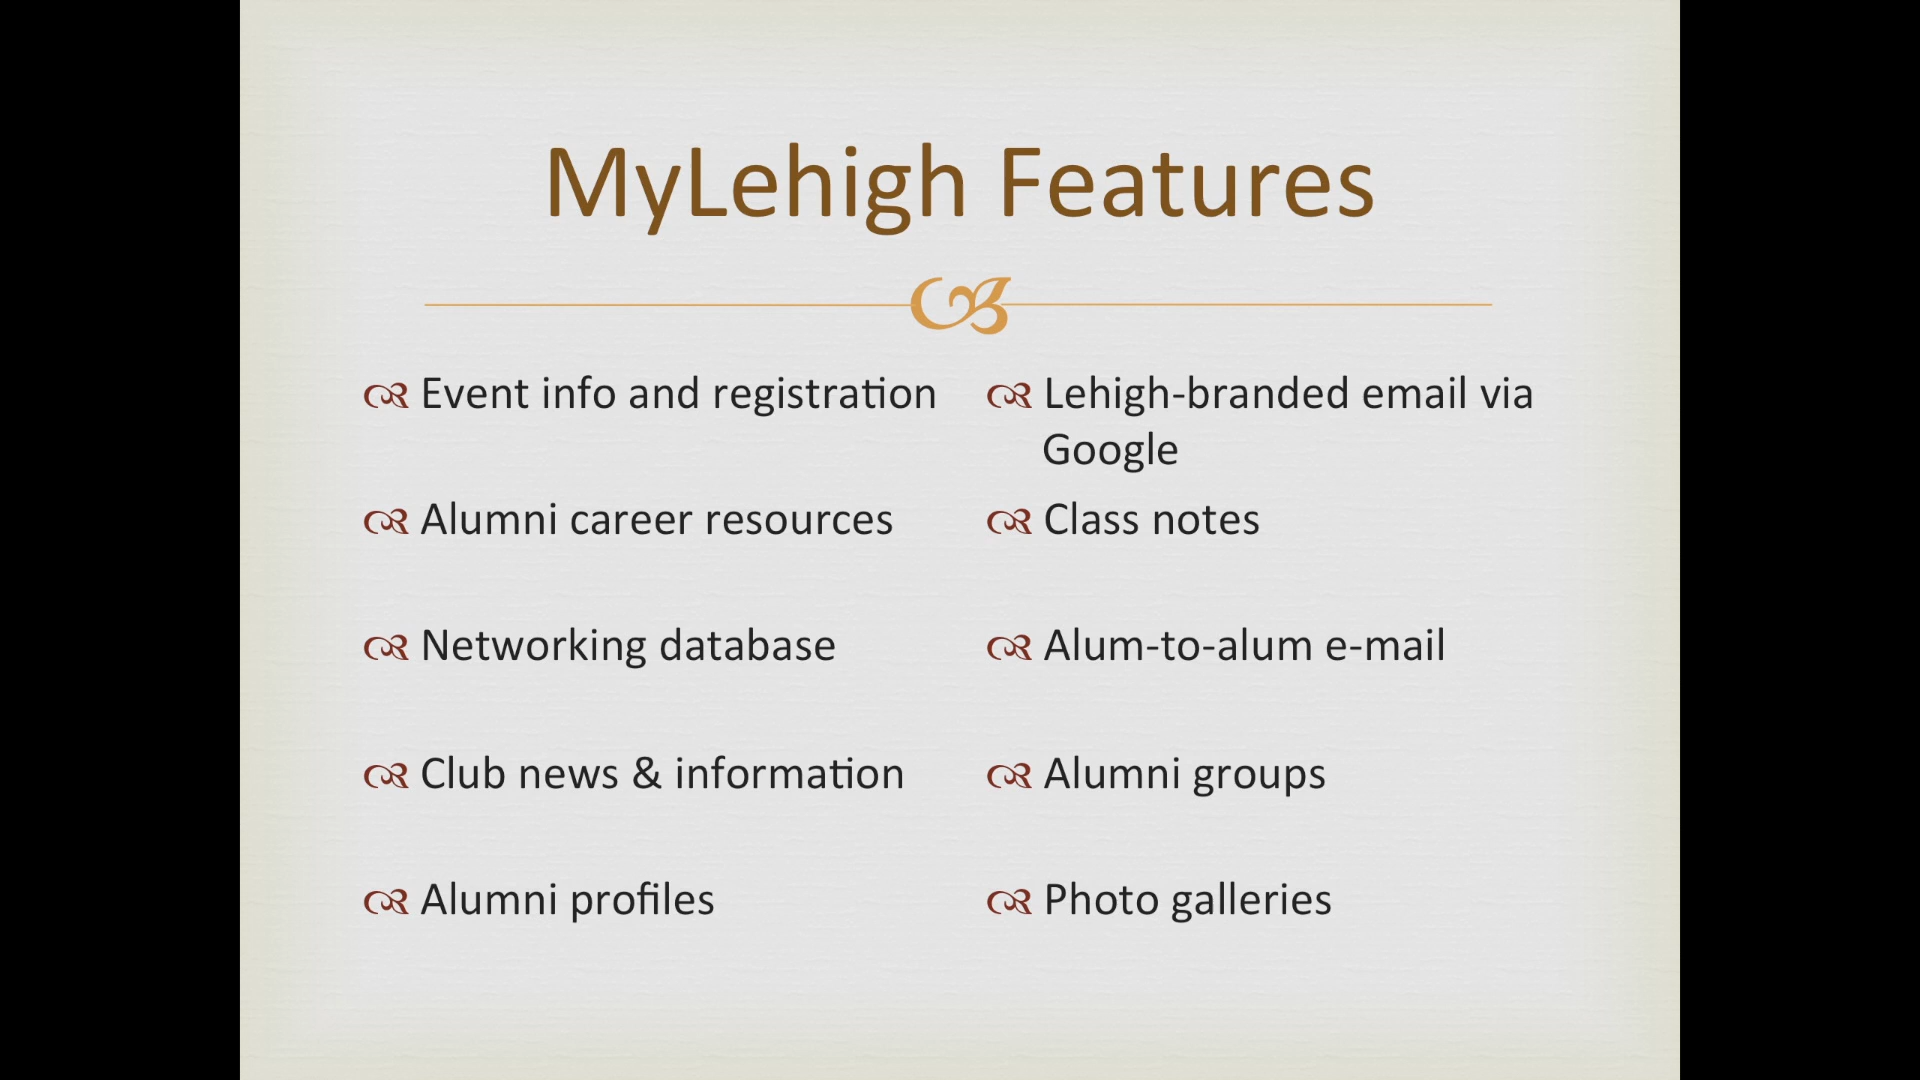 MyLehigh Features
Event info and registration
Alumni career resources
Networking database
Club news & information
Alumni profiles
Lehigh-branded email via
Google
Class notes
Alum-to-alum e-mail
Alumni groups
Photo galleries